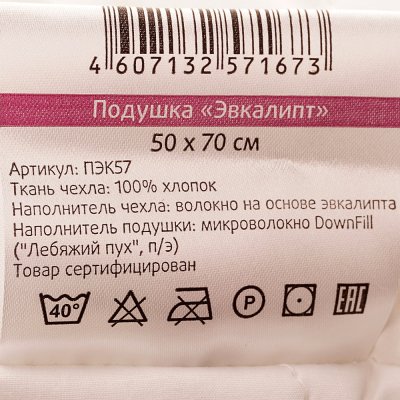 4 607132 571673
Подушка «Эвкалипт»
50 х 70 см
Артикул: ПЭК57
Ткань чехла: 100% хлопок
Наполнитель чехла: волокно на основе эвкалипта
Наполнитель подушки: микроволокно DownFill
("Лебяжий пух", п/э)
Товар сертифицирован
40° P EAC